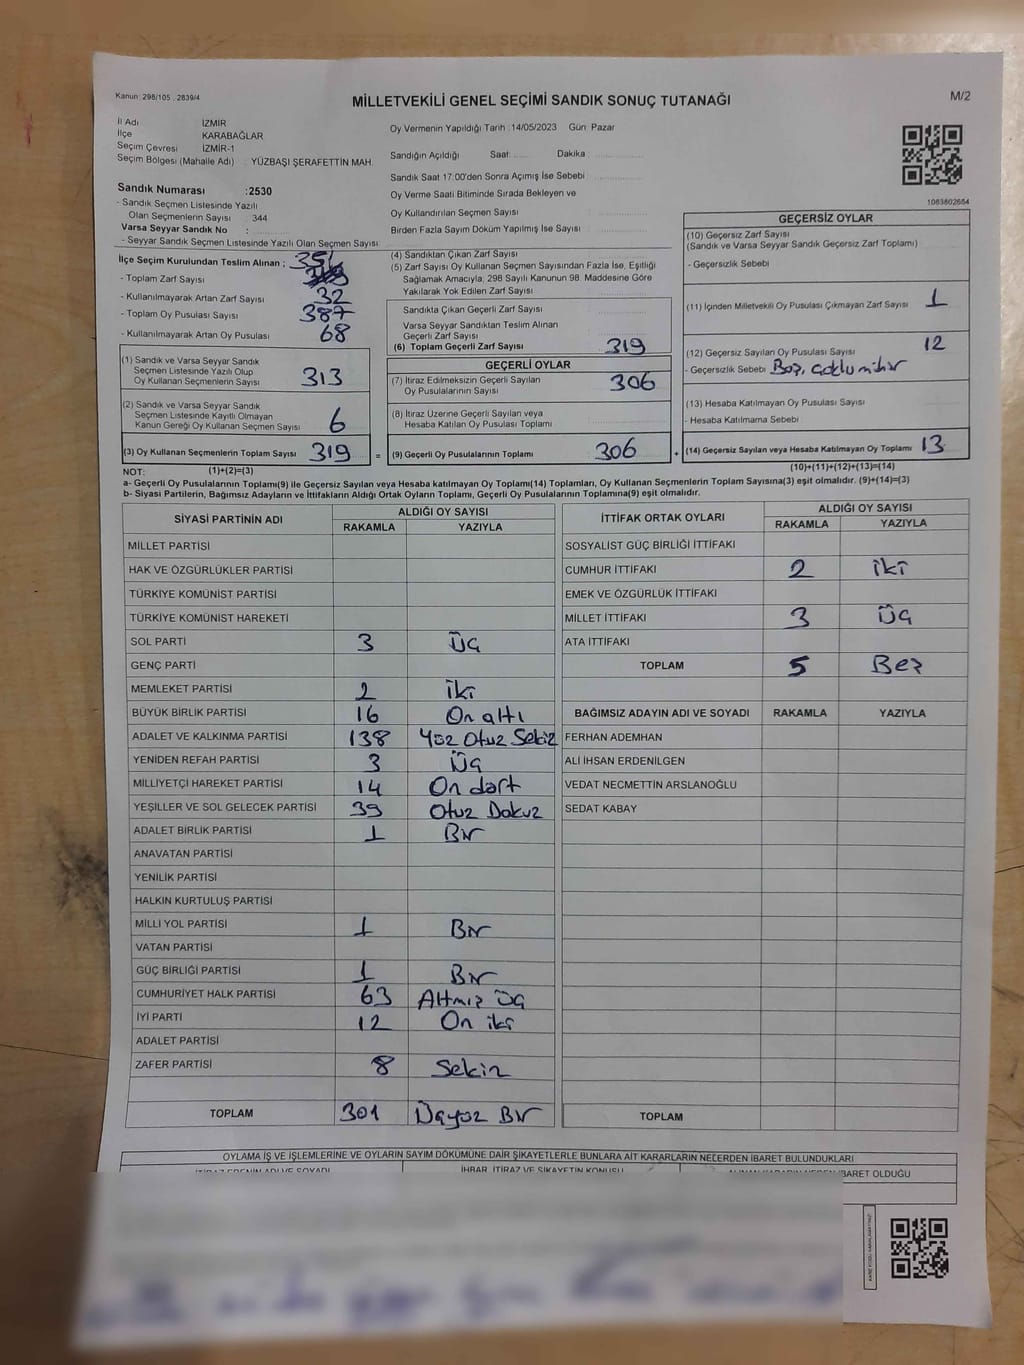 Kanun : 298/105 , 2839/4
MİLLETVEKİLİ GENEL SEÇİMİ SANDIK SONUÇ TUTANAĞI
M/2
İl Adı İZMİR
İlçe KARABAĞLAR
Seçim Çevresi İZMİR-1
Seçim Bölgesi (Mahalle Adı) : YÜZBAŞI ŞERAFETTİN MAH.
Sandık Numarası :2530
- Sandık Seçmen Listesinde Yazılı
Olan Seçmenlerin Sayısı : 344
Varsa Seyyar Sandık No :
- Seyyar Sandık Seçmen Listesinde Yazılı Olan Seçmen Sayısı
Oy Vermenin Yapıldığı Tarih :14/05/2023 Gün: Pazar
Sandığın Açıldığı Saat: Dakika :
Sandık Saat 17:00'den Sonra Açımış İse Sebebi :
Oy Verme Saati Bitiminde Sırada Bekleyen ve
Oy Kullandırılan Seçmen Sayısı :
Birden Fazla Sayım Döküm Yapılmış İse Sayısı :
1063602664
İlçe Seçim Kurulundan Teslim Alınan : 351
- Toplam Zarf Sayısı
- Kullanılmayarak Artan Zarf Sayısı 32
- Toplam Oy Pusulası Sayısı 387
- Kullanılmayarak Artan Oy Pusulası 68
(1) Sandık ve Varsa Seyyar Sandık
Seçmen Listesinde Yazılı Olup
Oy Kullanan Seçmenlerin Sayısı 313
(2) Sandık ve Varsa Seyyar Sandık
Seçmen Listesinde Kayıtlı Olmayan
Kanun Gereği Oy Kullanan Seçmen Sayısı 6
(3) Oy Kullanan Seçmenlerin Toplam Sayısı 319 =
(1)+(2)=(3)
(4) Sandıktan Çıkan Zarf Sayısı
(5) Zarf Sayısı Oy Kullanan Seçmen Sayısından Fazla İse, Eşitliği
Sağlamak Amacıyla, 298 Sayılı Kanunun 98. Maddesine Göre
Yakılarak Yok Edilen Zarf Sayısı
Sandıkta Çıkan Geçerli Zarf Sayısı
Varsa Seyyar Sandıktan Teslim Alınan
Geçerli Zarf Sayısı
(6) Toplam Geçerli Zarf Sayısı 319
GEÇERLİ OYLAR
(7) İtiraz Edilmeksizin Geçerli Sayılan
Oy Pusulalarının Sayısı 306
(8) İtiraz Üzerine Geçerli Sayılan veya
Hesaba Katılan Oy Pusulası Toplamı
(9) Geçerli Oy Pusulalarının Toplamı 306 +
GEÇERSİZ OYLAR
(10) Geçersiz Zarf Sayısı
(Sandık ve Varsa Seyyar Sandık Geçersiz Zarf Toplamı)
- Geçersizlik Sebebi
(11) İçinden Milletvekili Oy Pusulası Çıkmayan Zarf Sayısı 1
(12) Geçersiz Sayılan Oy Pusulası Sayısı 12
- Geçersizlik Sebebi Boş,
(13) Hesaba Katılmayan Oy Pusulası Sayısı
- Hesaba Katılmama Sebebi
(14) Geçersiz Sayılan veya Hesaba Katılmayan Oy Toplamı 13
(10)+(11)+(12)+(13)=(14)
NOT:
a- Geçerli Oy Pusulalarının Toplamı(9) ile Geçersiz Sayılan veya Hesaba katılmayan Oy Toplamı(14) Toplamları, Oy Kullanan Seçmenlerin Toplam Sayısına(3) eşit olmalıdır. (9)+(14)=(3)
b- Siyasi Partilerin, Bağımsız Adayların ve İttifakların Aldığı Ortak Oyların Toplamı, Geçerli Oy Pusulalarının Toplamına(9) eşit olmalıdır.
SİYASİ PARTİNİN ADI ALDIĞI OY SAYISI
RAKAMLA YAZIYLA
MİLLET PARTİSİ
HAK VE ÖZGÜRLÜKLER PARTİSİ
TÜRKİYE KOMÜNİST PARTİSİ
TÜRKİYE KOMÜNİST HAREKETİ
SOL PARTİ 3 Üç
GENÇ PARTİ
MEMLEKET PARTİSİ 2 iki
BÜYÜK BİRLİK PARTİSİ 16 On altı
ADALET VE KALKINMA PARTİSİ 138 Yüz Otuz Sekiz
YENİDEN REFAH PARTİSİ 3 Üç
MİLLİYETÇİ HAREKET PARTİSİ 14 On dört
YEŞİLLER VE SOL GELECEK PARTİSİ 39 Otuz Dokuz
ADALET BİRLİK PARTİSİ 1 Bir
ANAVATAN PARTİSİ
YENİLİK PARTİSİ
HALKIN KURTULUŞ PARTİSİ
MİLLİ YOL PARTİSİ 1 Bir
VATAN PARTİSİ
GÜÇ BİRLİĞİ PARTİSİ 1 Bir
CUMHURİYET HALK PARTİSİ 63 Altmış Üç
İYİ PARTİ 12 On iki
ADALET PARTİSİ
ZAFER PARTİSİ 8 Sekiz
TOPLAM 301 Üçyüz Bir
İTTİFAK ORTAK OYLARI ALDIĞI OY SAYISI
RAKAMLA YAZIYLA
SOSYALİST GÜÇ BİRLİĞİ İTTİFAKI
CUMHUR İTTİFAKI 2 iki
EMEK VE ÖZGÜRLÜK İTTİFAKI
MİLLET İTTİFAKI 3 Üç
ATA İTTİFAKI
TOPLAM 5 Beş
BAĞIMSIZ ADAYIN ADI VE SOYADI RAKAMLA YAZIYLA
FERHAN ADEMHAN
ALİ İHSAN ERDENİLGEN
VEDAT NECMETTİN ARSLANOĞLU
SEDAT KABAY
TOPLAM
OYLAMA İŞ VE İŞLEMLERİNE VE OYLARIN SAYIM DÖKÜMÜNE DAİR ŞİKAYETLERLE BUNLARA AİT KARARLARIN NELERDEN İBARET BULUNDUKLARI
İTİRAZ EDENİN ADI VE SOYADI İHBAR, İTİRAZ VE ŞİKAYETİN KONUSU ALINAN KARARIN NEDEN İBARET OLDUĞU